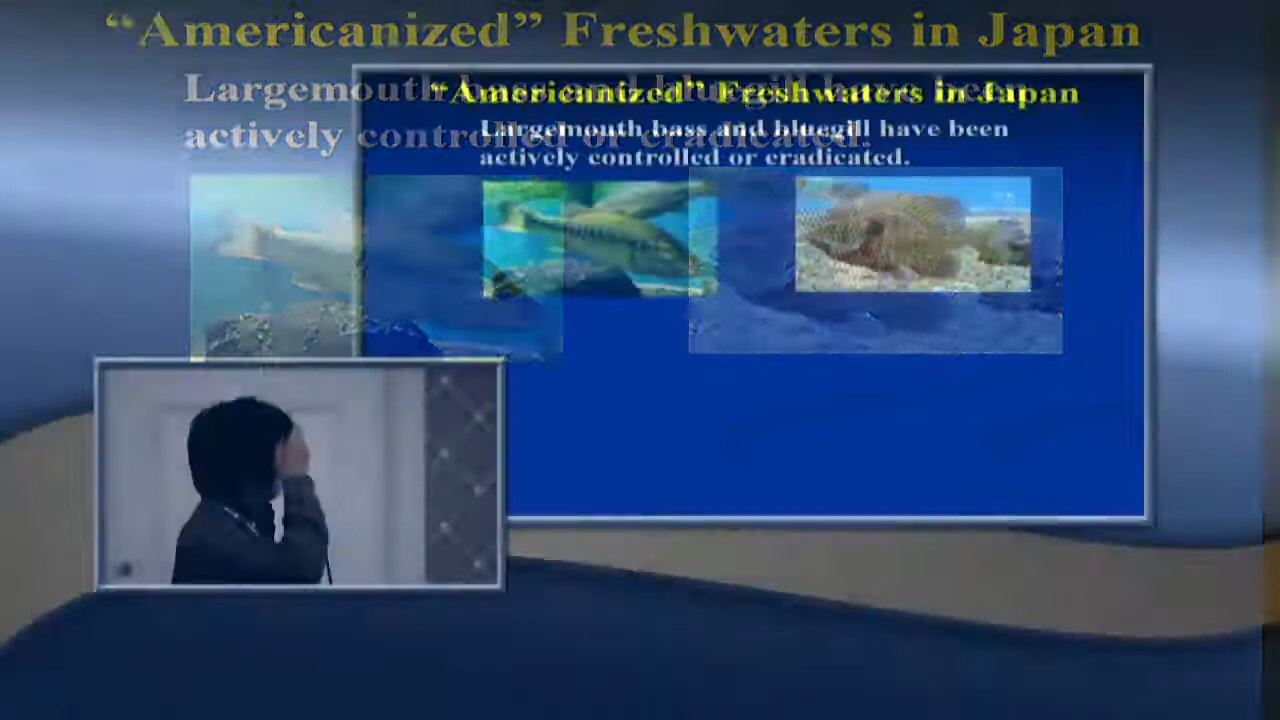 “Americanized” Freshwaters in Japan
Largemouth bass and bluegill have been
actively controlled or eradicated.
“Americanized” Freshwaters in Japan
Largemouth bass and bluegill have been
actively controlled or eradicated.